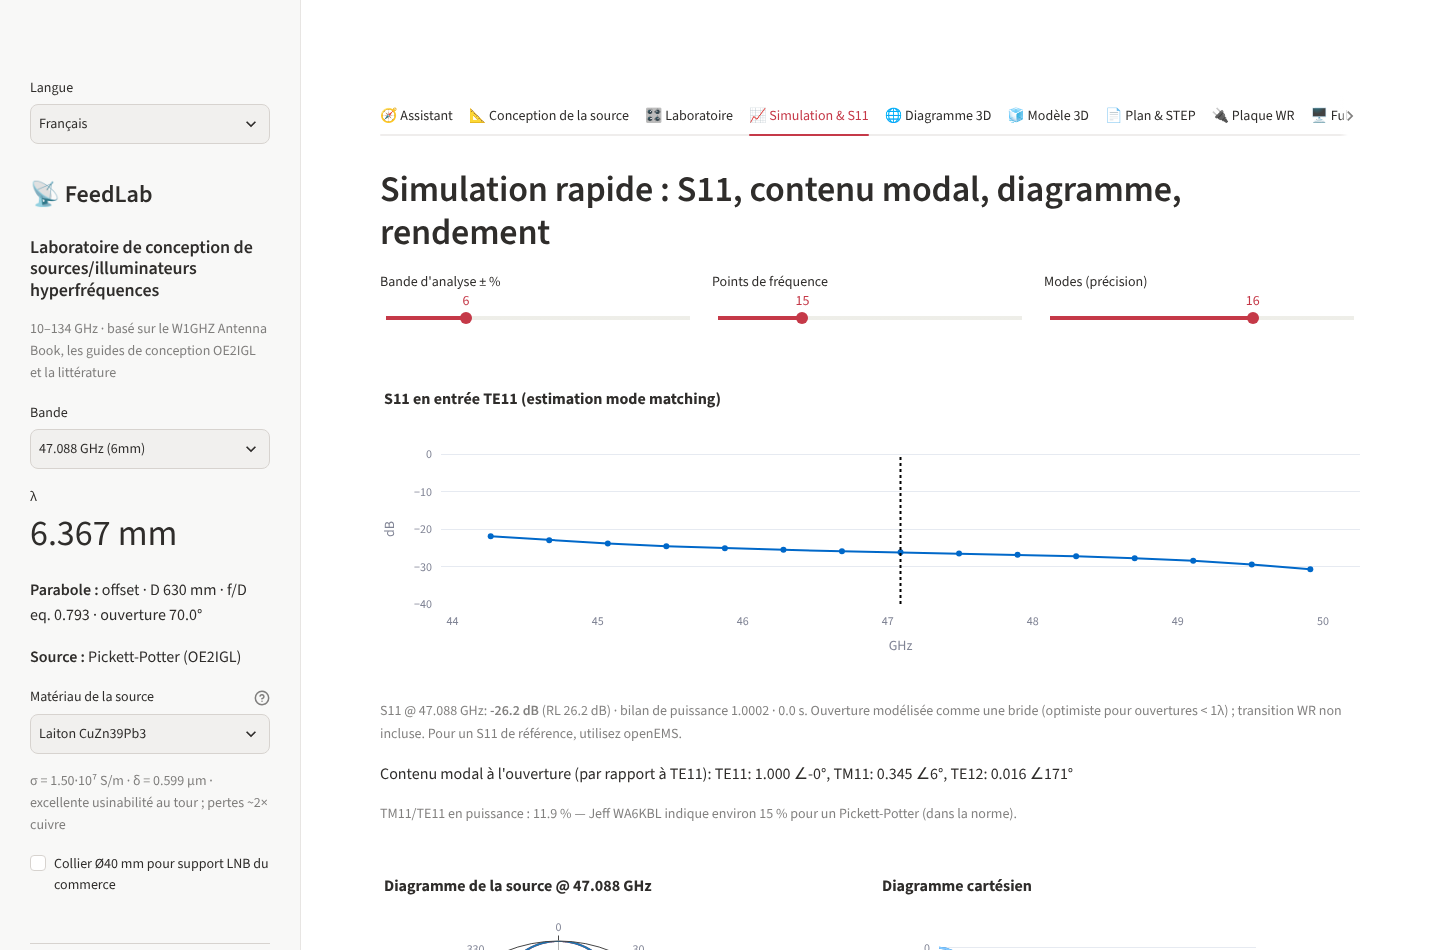 Langue
Français
📡 FeedLab
Laboratoire de conception de
sources/illuminateurs
hyperfréquences
10–134 GHz · basé sur le W1GHZ Antenna
Book, les guides de conception OE2IGL
et la littérature
Bande
47.088 GHz (6mm)
λ
6.367 mm
Parabole : offset · D 630 mm · f/D
eq. 0.793 · ouverture 70.0°
Source : Pickett-Potter (OE2IGL)
Matériau de la source
Laiton CuZn39Pb3
σ = 1.50·10⁷ S/m · δ = 0.599 µm ·
excellente usinabilité au tour ; pertes ~2×
cuivre
Collier Ø40 mm pour support LNB du
commerce
🧭 Assistant 📐 Conception de la source 🎛️ Laboratoire 📈 Simulation & S11 🌐 Diagramme 3D 🧊 Modèle 3D 📄 Plan & STEP 🔌 Plaque WR 🖥️ Fu
Simulation rapide : S11, contenu modal, diagramme,
rendement
Bande d'analyse ± % Points de fréquence Modes (précision)
6 15 16
S11 en entrée TE11 (estimation mode matching)
0
−10
−20
−30
−40
dB
44 45 46 47 48 49 50
GHz
S11 @ 47.088 GHz: -26.2 dB (RL 26.2 dB) · bilan de puissance 1.0002 · 0.0 s. Ouverture modélisée comme une bride (optimiste pour ouvertures < 1λ) ; transition WR non
incluse. Pour un S11 de référence, utilisez openEMS.
Contenu modal à l'ouverture (par rapport à TE11): TE11: 1.000 ∠-0°, TM11: 0.345 ∠6°, TE12: 0.016 ∠171°
TM11/TE11 en puissance : 11.9 % — Jeff WA6KBL indique environ 15 % pour un Pickett-Potter (dans la norme).
Diagramme de la source @ 47.088 GHz Diagramme cartésien
0
330 30 0